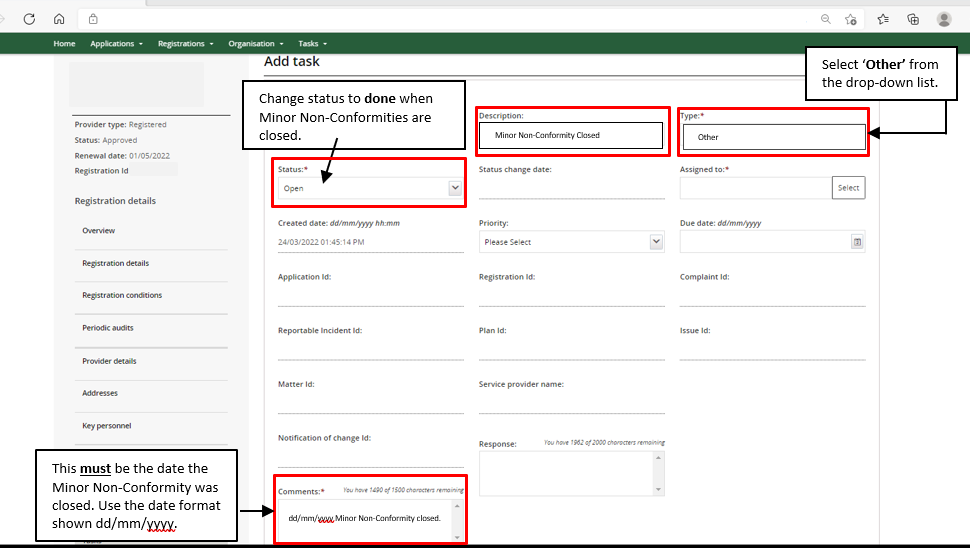 Home Applications Registrations Organisation Tasks
Add task
Select ‘Other’ from
the drop-down list.
Change status to done when
Minor Non-Conformities are
closed.
Description:
Minor Non-Conformity Closed
Type:*
Other
Provider type: Registered
Status: Approved
Renewal date: 01/05/2022
Registration Id
Registration details
Overview
Registration details
Registration conditions
Periodic audits
Provider details
Addresses
Key personnel
Status:*
Open
Status change date:
Assigned to:*
Select
Created date: dd/mm/yyyy hh:mm
24/03/2022 01:45:14 PM
Priority:
Please Select
Due date: dd/mm/yyyy
Application Id:
Registration Id:
Complaint Id:
Reportable Incident Id:
Plan Id:
Issue Id:
Matter Id:
Service provider name:
Notification of change Id:
Response: You have 1962 of 2000 characters remaining
This must be the date the
Minor Non-Conformity was
closed. Use the date format
shown dd/mm/yyyy.
Comments:* You have 1490 of 1500 characters remaining
dd/mm/yyyy Minor Non-Conformity closed.